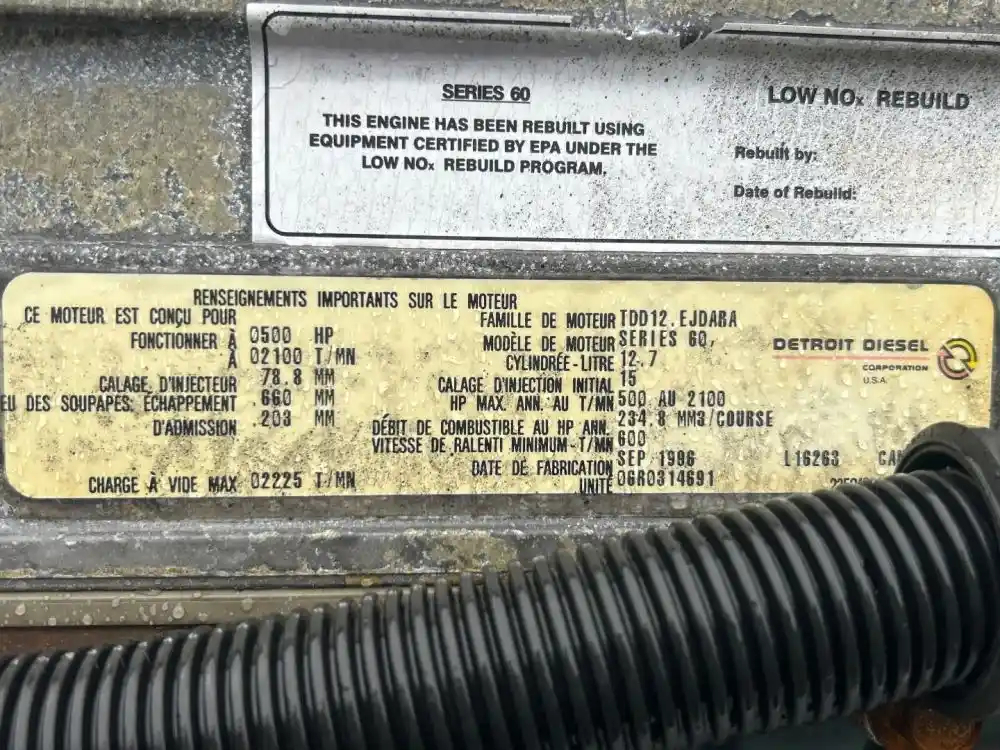 SERIES 60
THIS ENGINE HAS BEEN REBUILT USING
EQUIPMENT CERTIFIED BY EPA UNDER THE
LOW NOx REBUILD PROGRAM.
LOW NOx REBUILD
Rebuilt by:
Date of Rebuild:
RENSEIGNEMENTS IMPORTANTS SUR LE MOTEUR
CE MOTEUR EST CONÇU POUR
FONCTIONNER À 0500 HP
À 02100 T/MN
CALAGE D'INJECTEUR 78.8 MM
EU DES SOUPAPES: ÉCHAPPEMENT .660 MM
D'ADMISSION .203 MM
CHARGE À VIDE MAX 02225 T/MN
FAMILLE DE MOTEUR TDD12.EJDARA
MODÈLE DE MOTEUR SERIES 60,
CYLINDRÉE-LITRE 12.7
CALAGE D'INJECTION INITIAL 15
HP MAX. ANN. AU T/MN 500 AU 2100
DÉBIT DE COMBUSTIBLE AU HP ANN. 234.8 MM3/COURSE
VITESSE DE RALENTI MINIMUM-T/MN 600
DATE DE FABRICATION SEP 1996 L16263
UNITÉ 06R0314691
DETROIT DIESEL
CORPORATION
U.S.A.